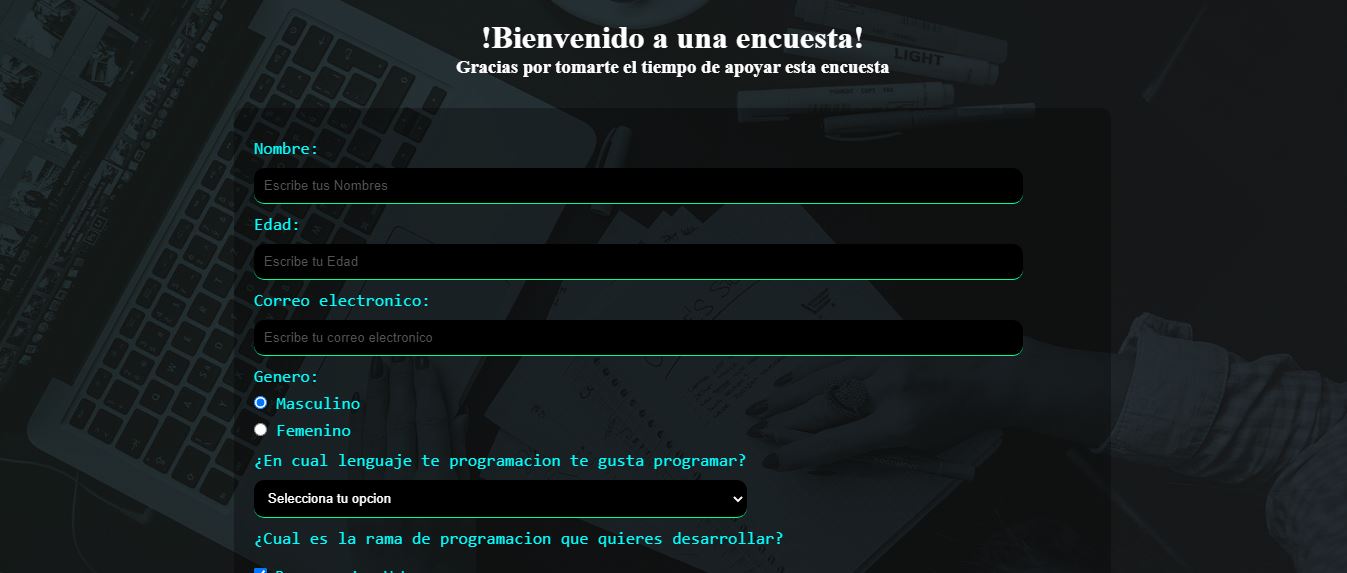 !Bienvenido a una encuesta!
Gracias por tomarte el tiempo de apoyar esta encuesta
LIGHT
Nombre:
Escribe tus Nombres
Edad:
Escribe tu Edad
Correo electronico:
Escribe tu correo electronico
Genero:
Masculino
Femenino
¿En cual lenguaje te programacion te gusta programar?
Selecciona tu opcion
¿Cual es la rama de programacion que quieres desarrollar?